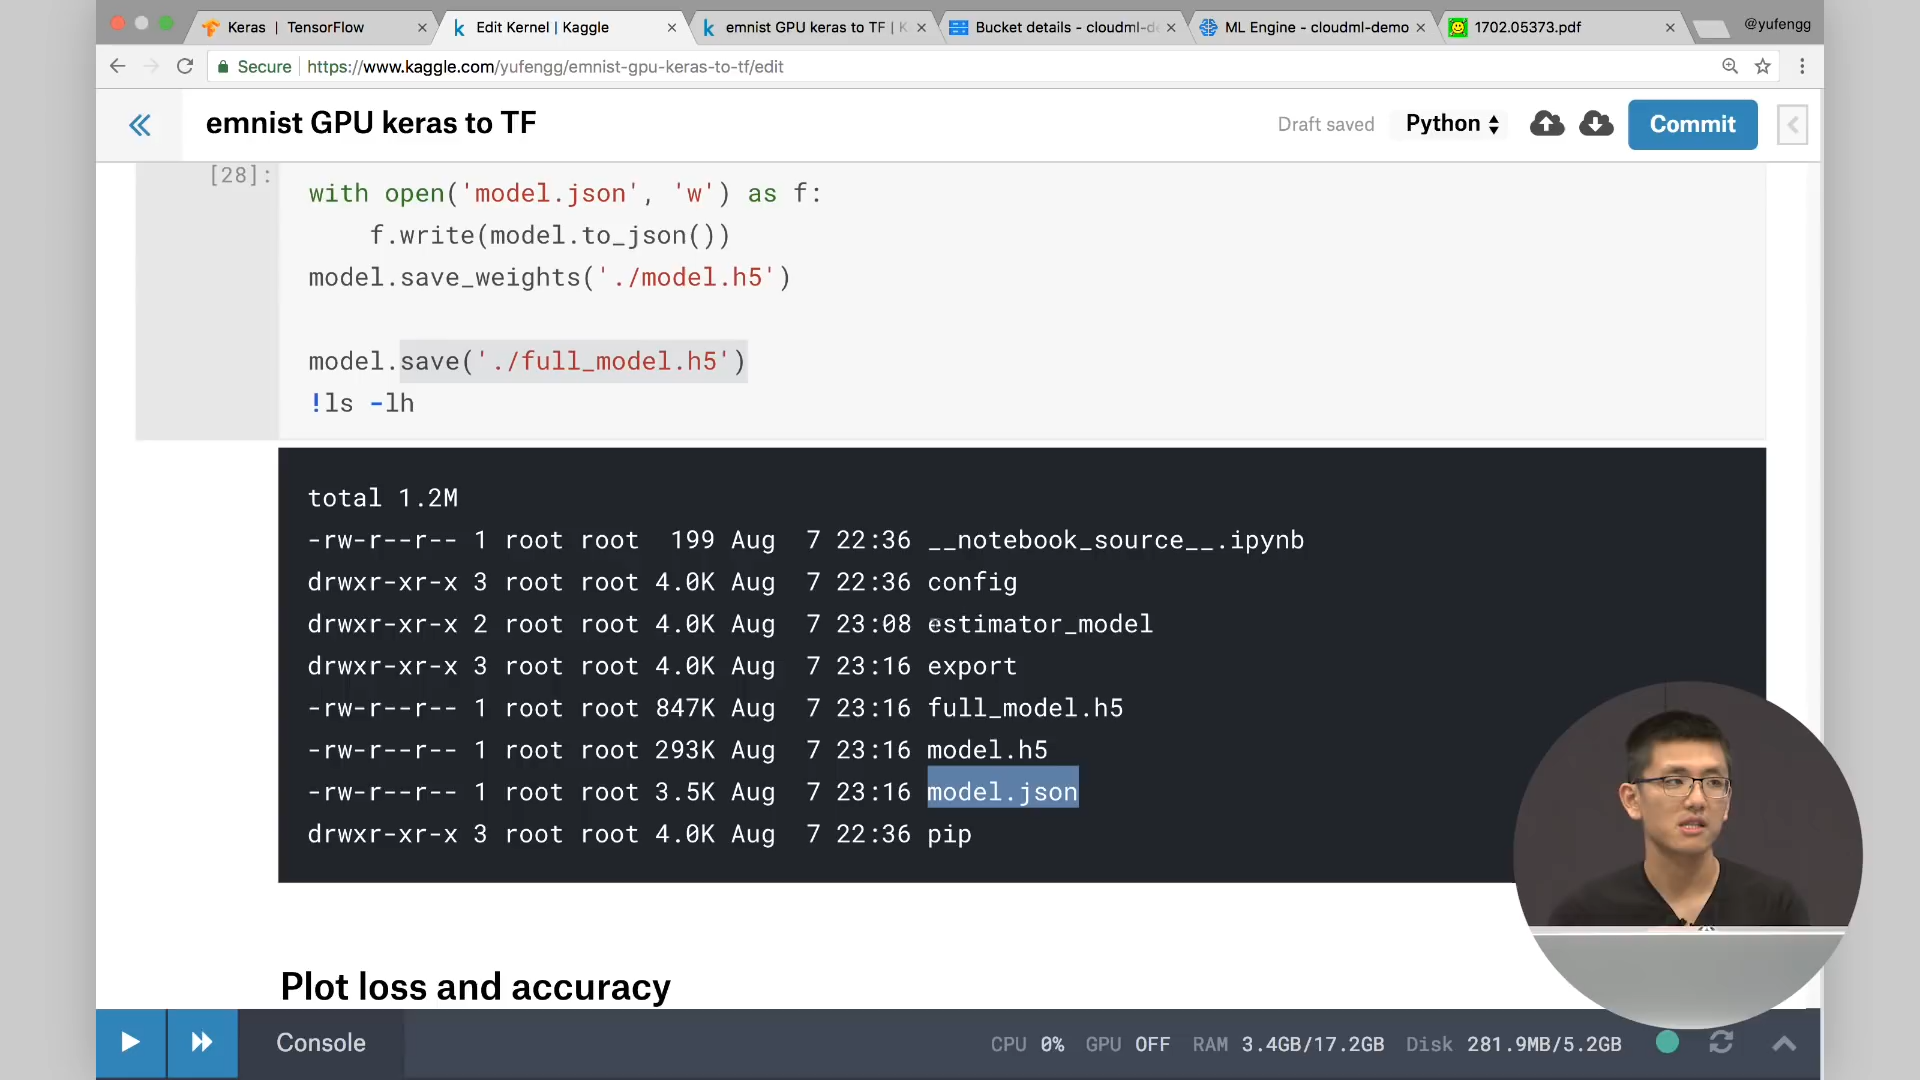 Keras | TensorFlow
Edit Kernel | Kaggle
emnist GPU keras to TF | K
Bucket details - cloudml-de
ML Engine - cloudml-demo
1702.05373.pdf
@yufengg
Secure
https://www.kaggle.com/yufengg/emnist-gpu-keras-to-tf/edit
emnist GPU keras to TF
Draft saved
Python
Commit
[28]:
with open('model.json', 'w') as f:
    f.write(model.to_json())
model.save_weights('./model.h5')
model.save('./full_model.h5')
!ls -lh
total 1.2M
-rw-r--r-- 1 root root  199 Aug  7 22:36 __notebook_source__.ipynb
drwxr-xr-x 3 root root 4.0K Aug  7 22:36 config
drwxr-xr-x 2 root root 4.0K Aug  7 23:08 estimator_model
drwxr-xr-x 3 root root 4.0K Aug  7 23:16 export
-rw-r--r-- 1 root root 847K Aug  7 23:16 full_model.h5
-rw-r--r-- 1 root root 293K Aug  7 23:16 model.h5
-rw-r--r-- 1 root root 3.5K Aug  7 23:16 model.json
drwxr-xr-x 3 root root 4.0K Aug  7 22:36 pip
Plot loss and accuracy
Console
CPU 0% GPU OFF RAM 3.4GB/17.2GB Disk 281.9MB/5.2GB